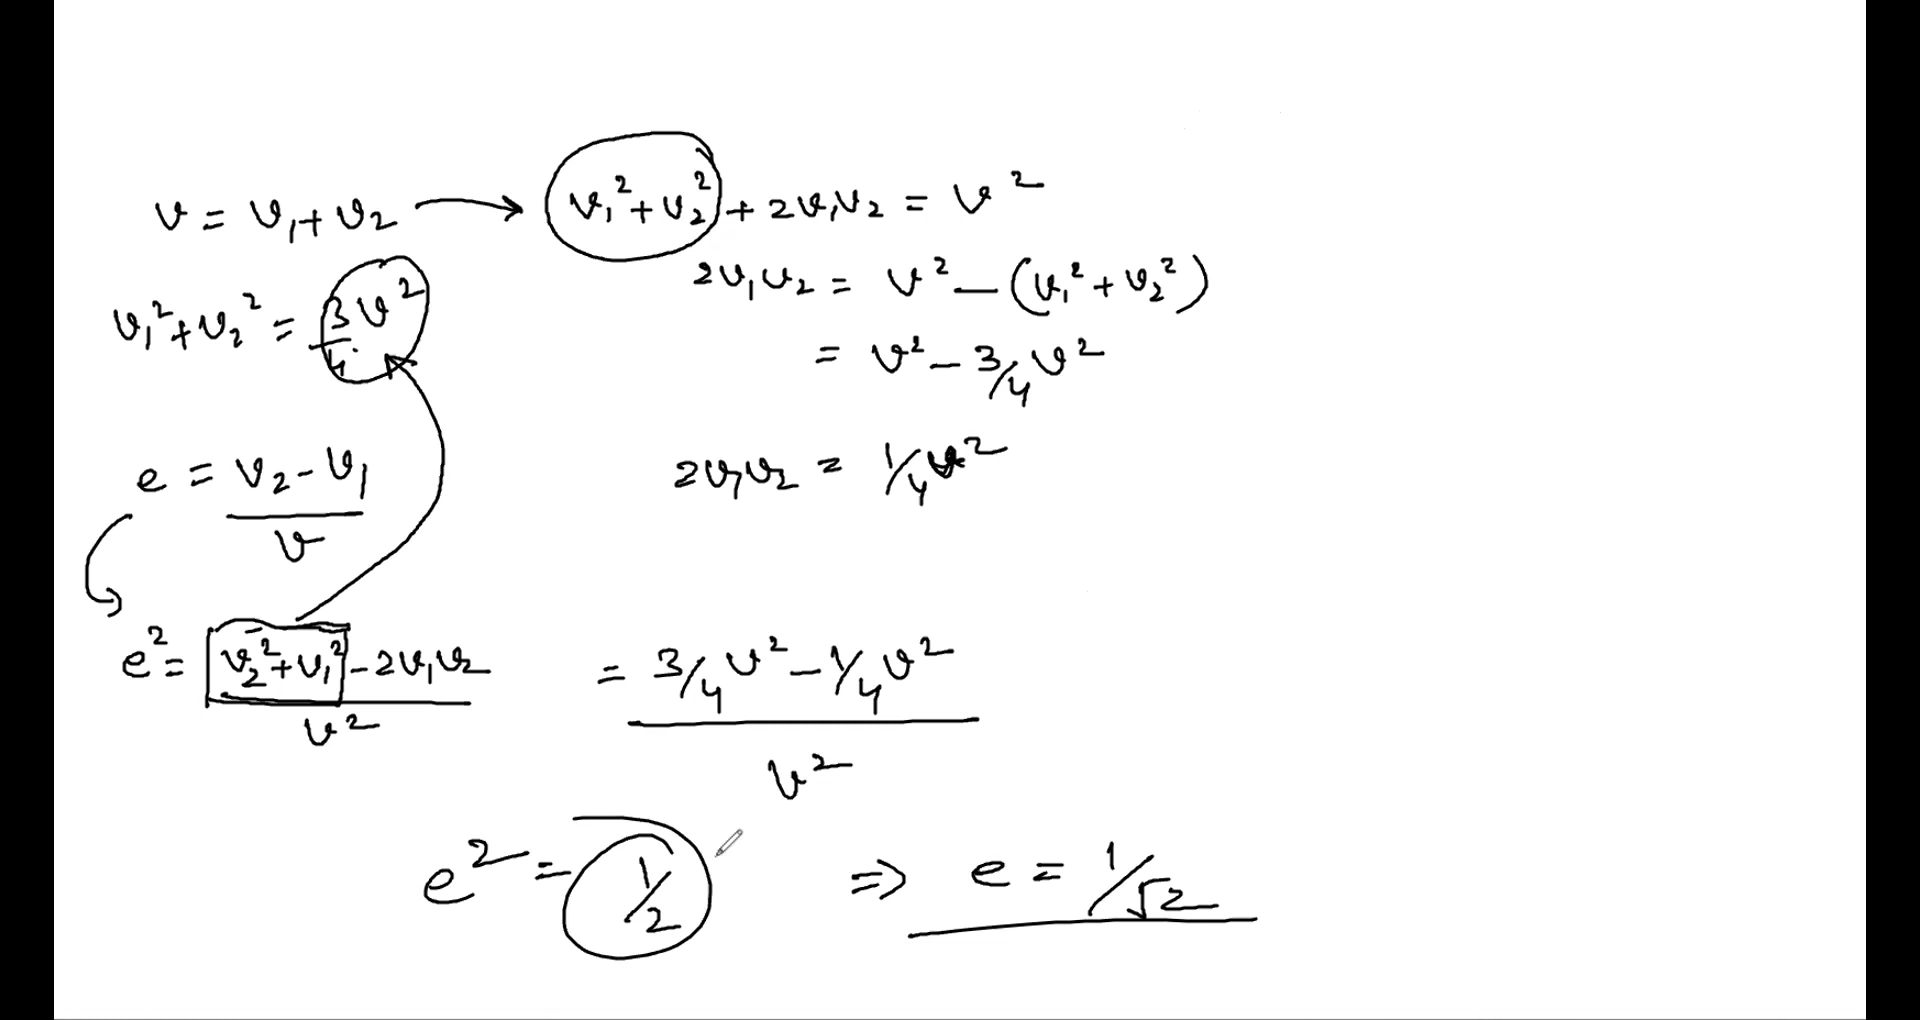 v = v₁ + v₂ → v₁² + v₂² + 2v₁v₂ = v²
2v₁v₂ = v² − (v₁² + v₂²)
v₁² + v₂² = 3v²/4
= v² − 3/4 v²
e = (v₂ − v₁)/v
2v₁v₂ = 1/4 v²
e² = (v₂² + v₁² − 2v₁v₂)/v² = (3/4 v² − 1/4 v²)/v²
e² = 1/2 ⇒ e = 1/√2